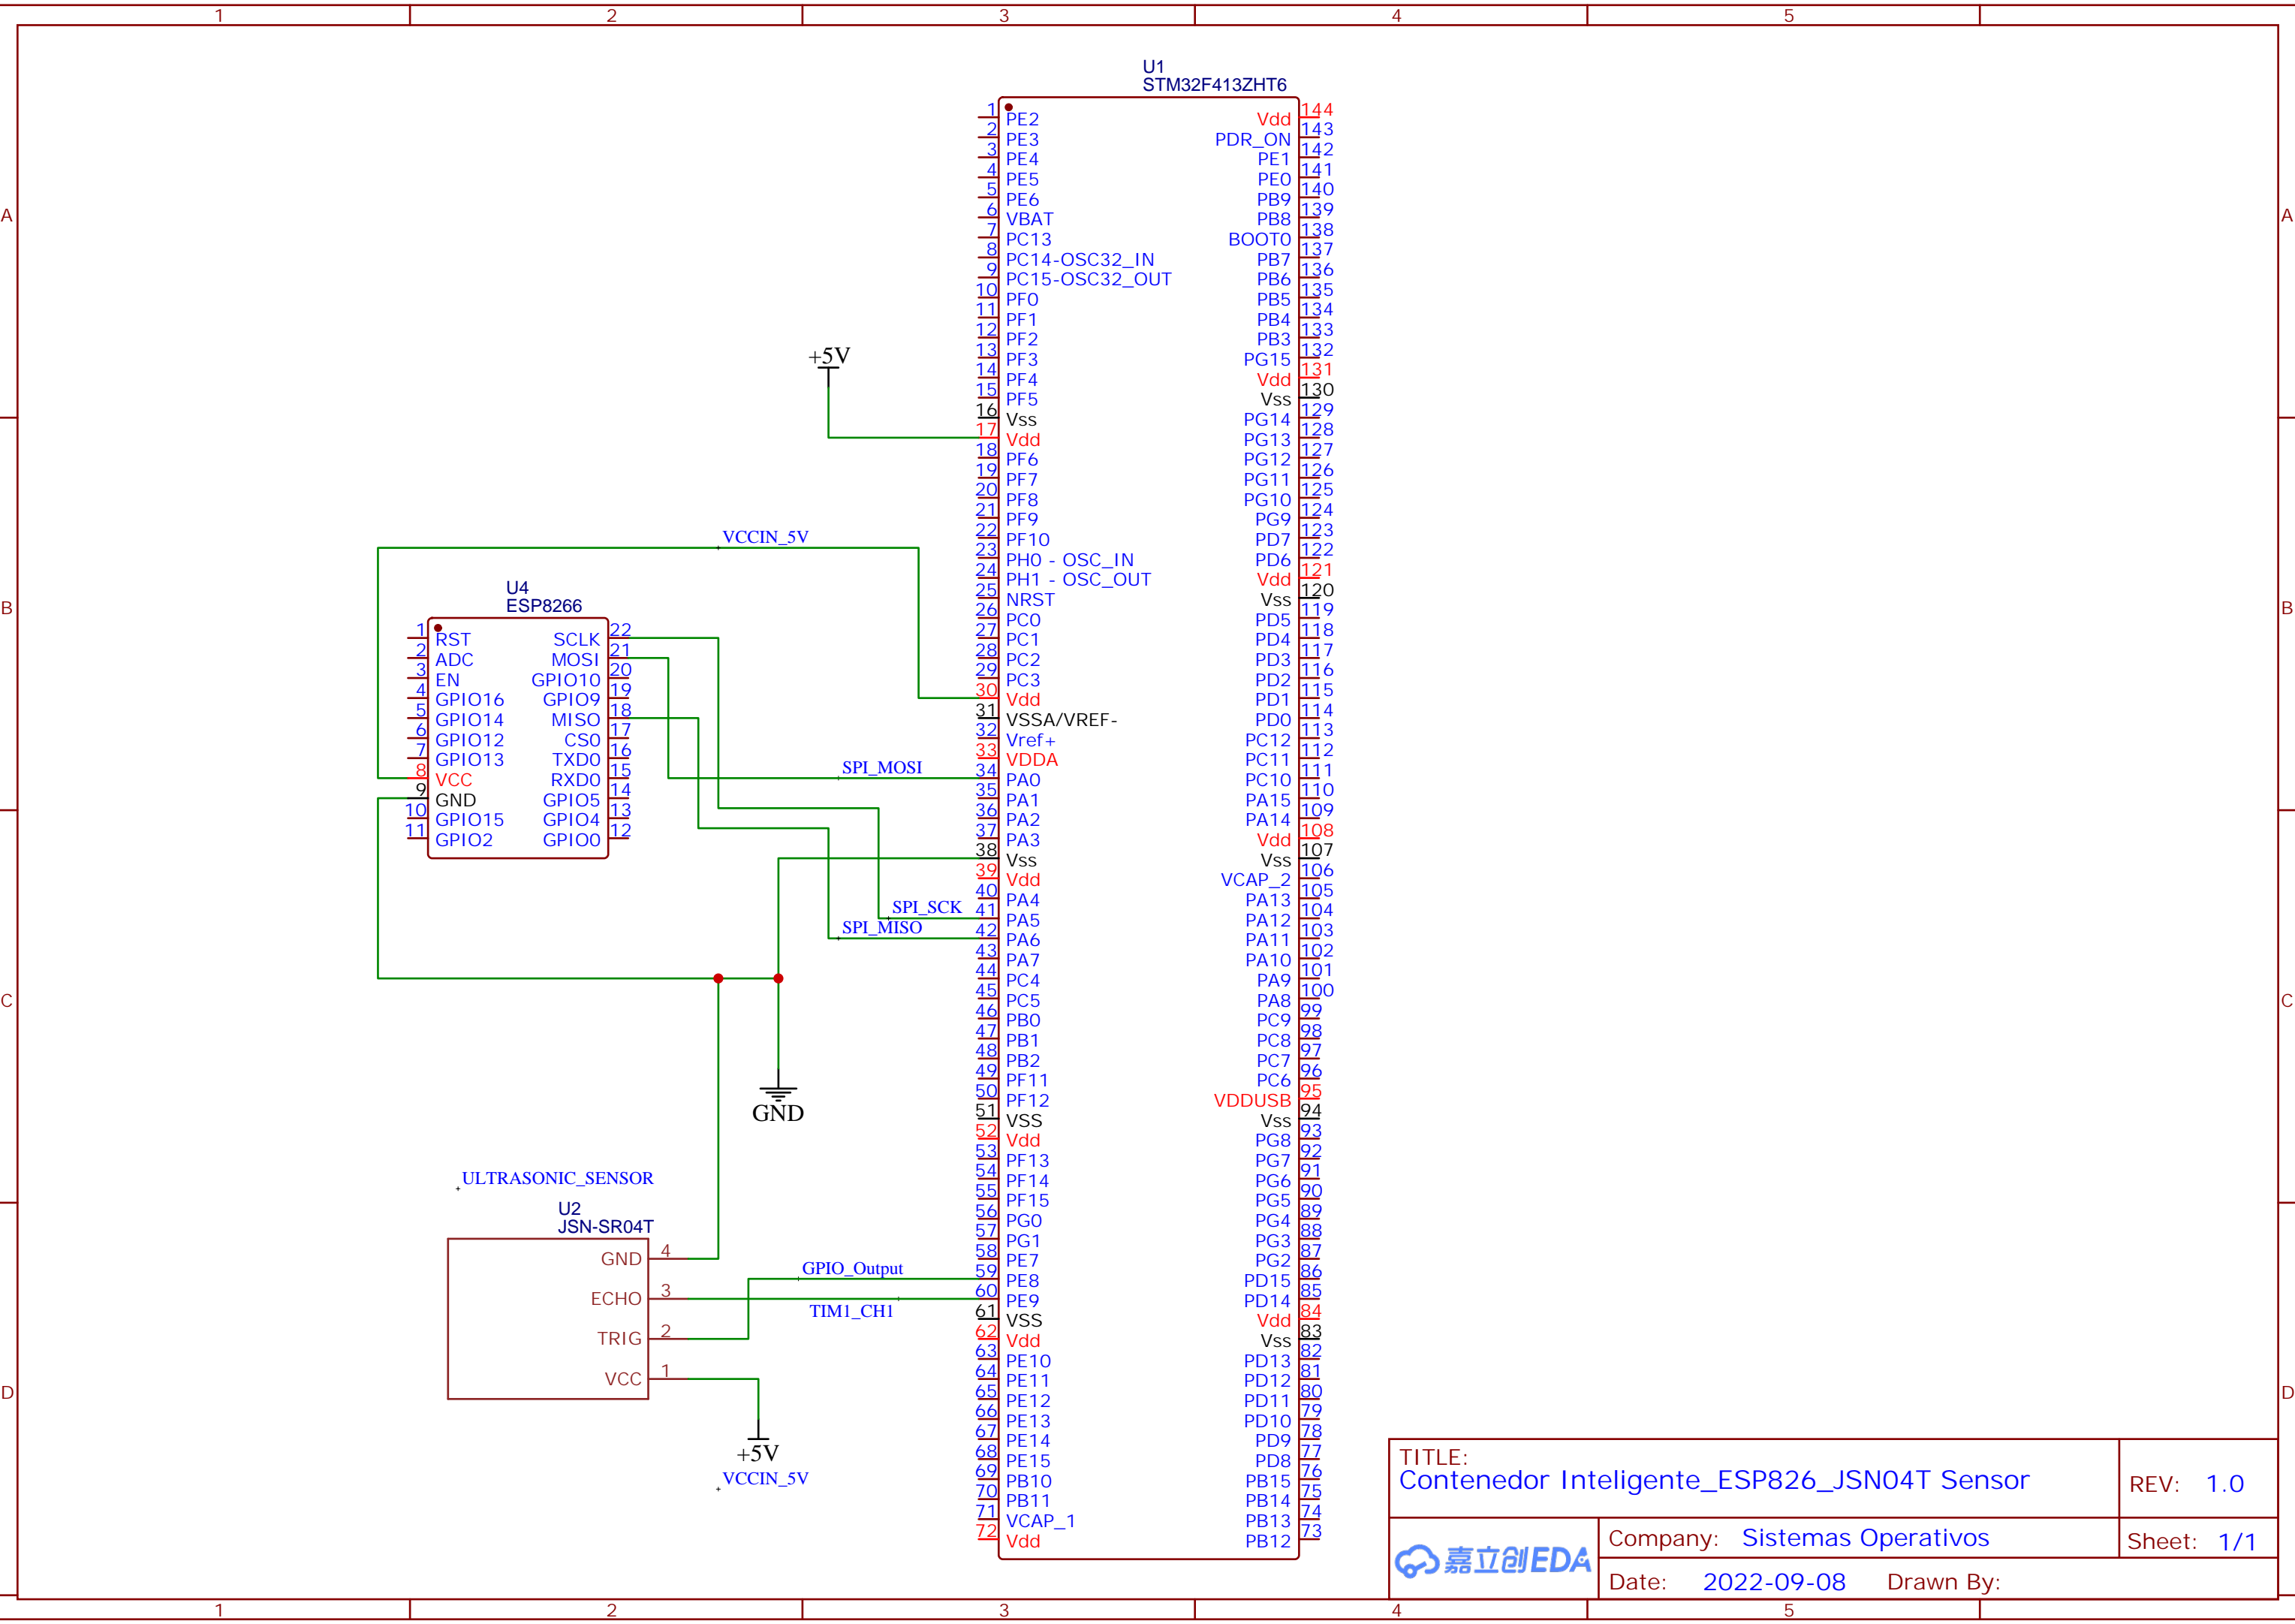 1 2 3 4 5
A
B
C
D
A
B
C
D
U1
STM32F413ZHT6
1 PE2
2 PE3
3 PE4
4 PE5
5 PE6
6 VBAT
7 PC13
8 PC14-OSC32_IN
9 PC15-OSC32_OUT
10 PF0
11 PF1
12 PF2
13 PF3
14 PF4
15 PF5
16 Vss
17 Vdd
18 PF6
19 PF7
20 PF8
21 PF9
22 PF10
23 PH0 - OSC_IN
24 PH1 - OSC_OUT
25 NRST
26 PC0
27 PC1
28 PC2
29 PC3
30 Vdd
31 VSSA/VREF-
32 Vref+
33 VDDA
34 PA0
35 PA1
36 PA2
37 PA3
38 Vss
39 Vdd
40 PA4
41 PA5
42 PA6
43 PA7
44 PC4
45 PC5
46 PB0
47 PB1
48 PB2
49 PF11
50 PF12
51 VSS
52 Vdd
53 PF13
54 PF14
55 PF15
56 PG0
57 PG1
58 PE7
59 PE8
60 PE9
61 VSS
62 Vdd
63 PE10
64 PE11
65 PE12
66 PE13
67 PE14
68 PE15
69 PB10
70 PB11
71 VCAP_1
72 Vdd
Vdd 144
PDR_ON 143
PE1 142
PE0 141
PB9 140
PB8 139
BOOT0 138
PB7 137
PB6 136
PB5 135
PB4 134
PB3 133
PG15 132
Vdd 131
Vss 130
PG14 129
PG13 128
PG12 127
PG11 126
PG10 125
PG9 124
PD7 123
PD6 122
Vdd 121
Vss 120
PD5 119
PD4 118
PD3 117
PD2 116
PD1 115
PD0 114
PC12 113
PC11 112
PC10 111
PA15 110
PA14 109
Vdd 108
Vss 107
VCAP_2 106
PA13 105
PA12 104
PA11 103
PA10 102
PA9 101
PA8 100
PC9 99
PC8 98
PC7 97
PC6 96
VDDUSB 95
Vss 94
PG8 93
PG7 92
PG6 91
PG5 90
PG4 89
PG3 88
PG2 87
PD15 86
PD14 85
Vdd 84
Vss 83
PD13 82
PD12 81
PD11 80
PD10 79
PD9 78
PD8 77
PB15 76
PB14 75
PB13 74
PB12 73
+5V
VCCIN_5V
U4
ESP8266
1 RST
2 ADC
3 EN
4 GPIO16
5 GPIO14
6 GPIO12
7 GPIO13
8 VCC
9 GND
10 GPIO15
11 GPIO2
SCLK 22
MOSI 21
GPIO10 20
GPIO9 19
MISO 18
CS0 17
TXD0 16
RXD0 15
GPIO5 14
GPIO4 13
GPIO0 12
SPI_MOSI
SPI_SCK
SPI_MISO
GND
ULTRASONIC_SENSOR
U2
JSN-SR04T
GND 4
ECHO 3
TRIG 2
VCC 1
GPIO_Output
TIM1_CH1
+5V
VCCIN_5V
TITLE:
Contenedor Inteligente_ESP826_JSN04T Sensor
REV: 1.0
嘉立创EDA
Company: Sistemas Operativos
Sheet: 1/1
Date: 2022-09-08 Drawn By:
1 2 3 4 5